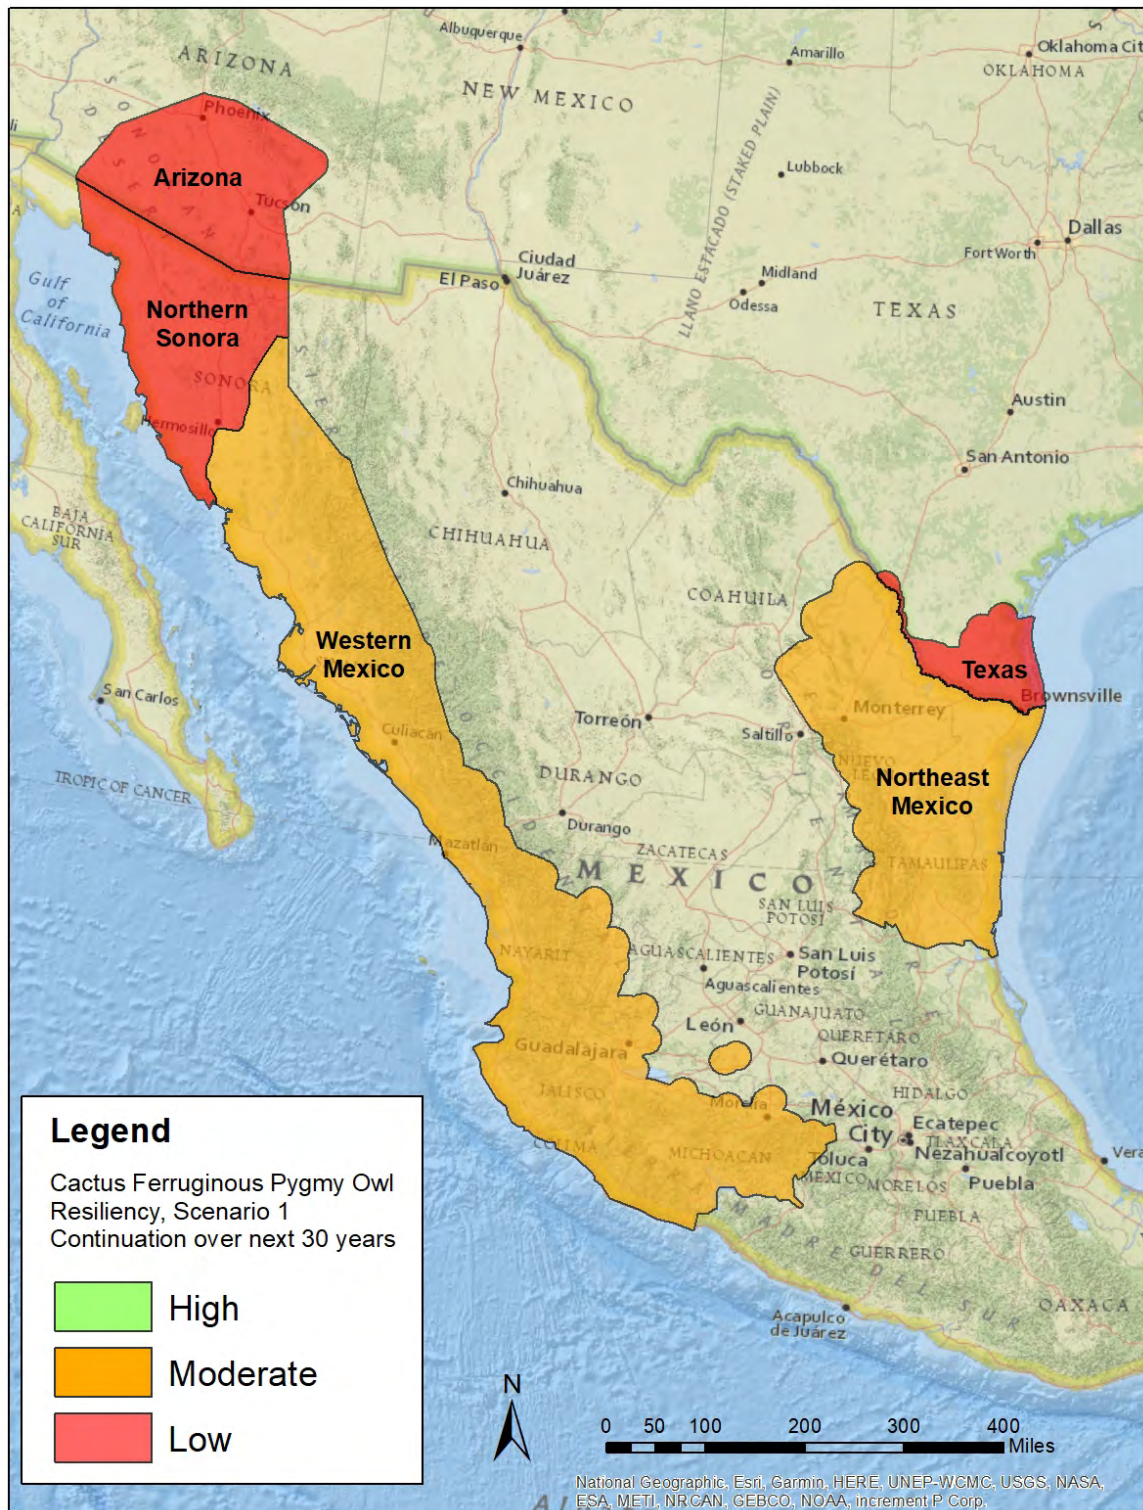 Albuquerque
Amarillo
Oklahoma City
OKLAHOMA
ARIZONA
NEW MEXICO
Phoenix
Lubbock
LLANO ESTACADO (STAKED PLAIN)
Arizona
Tucson
Dallas
Fort Worth
Ciudad
Juárez
El Paso
Midland
Odessa
TEXAS
Gulf
of
California
Northern
Sonora
SONORA
Hermosillo
Austin
San Antonio
Chihuahua
CHIHUAHUA
BAJA
CALIFORNIA
SUR
COAHUILA
Western
Mexico
Texas
Brownsville
San Carlos
Monterrey
Torreón
Saltillo
Culiacán
NUEVO
Northeast
Mexico
TROPIC OF CANCER
DURANGO
Durango
Mazatlán
ZACATECAS
TAMAULIPAS
MEXICO
SAN LUIS
POTOSÍ
NAYARIT
AGUASCALIENTES
San Luis
Potosí
Aguascalientes
GUANAJUATO
León
QUERÉTARO
Guadalajara
Querétaro
HIDALGO
JALISCO
Morelia
México
City
Ecatepec
TLAXCALA
COLIMA
MICHOACÁN
Toluca
Nezahualcoyotl
Vera
MÉXICO
MORELOS
Puebla
PUEBLA
MADRE DEL SUR
GUERRERO
OAXACA
Acapulco
de Juárez
Legend
Cactus Ferruginous Pygmy Owl
Resiliency, Scenario 1
Continuation over next 30 years
High
Moderate
Low
N
0 50 100 200 300 400
Miles
National Geographic, Esri, Garmin, HERE, UNEP-WCMC, USGS, NASA,
ESA, METI, NRCAN, GEBCO, NOAA, increment P Corp.